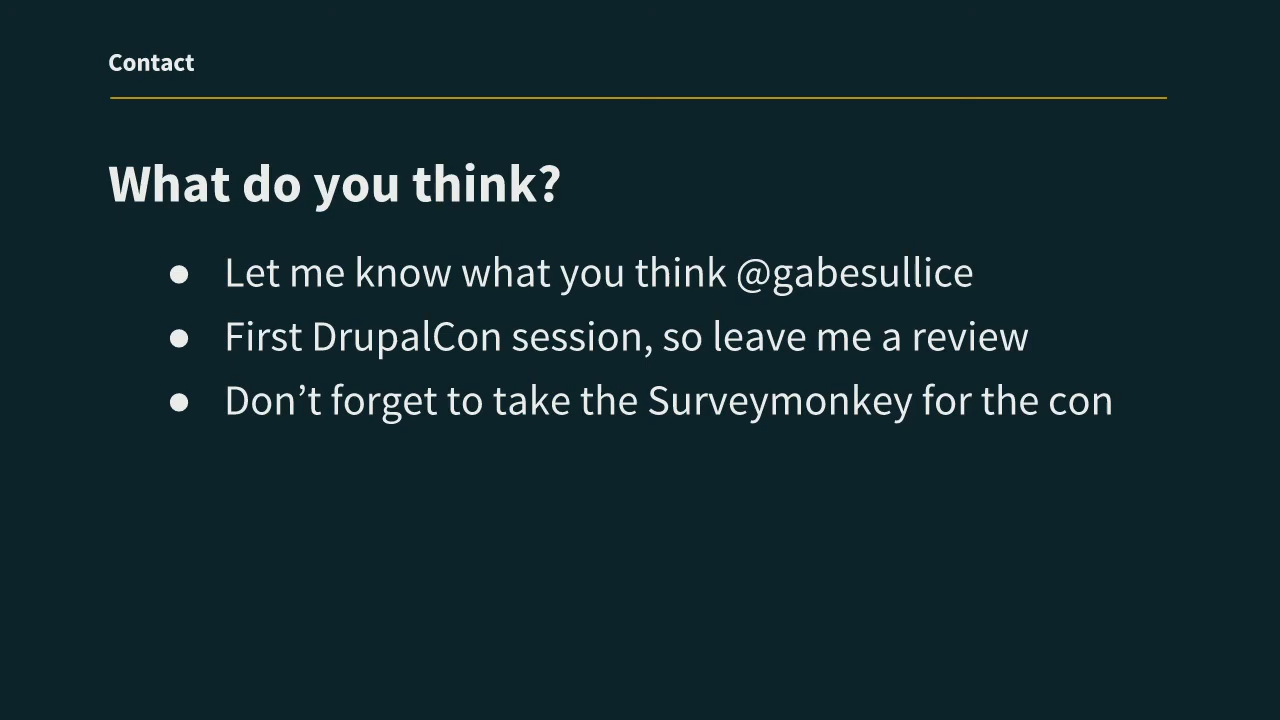 Contact
What do you think?
● Let me know what you think @gabesullice
● First DrupalCon session, so leave me a review
● Don’t forget to take the Surveymonkey for the con